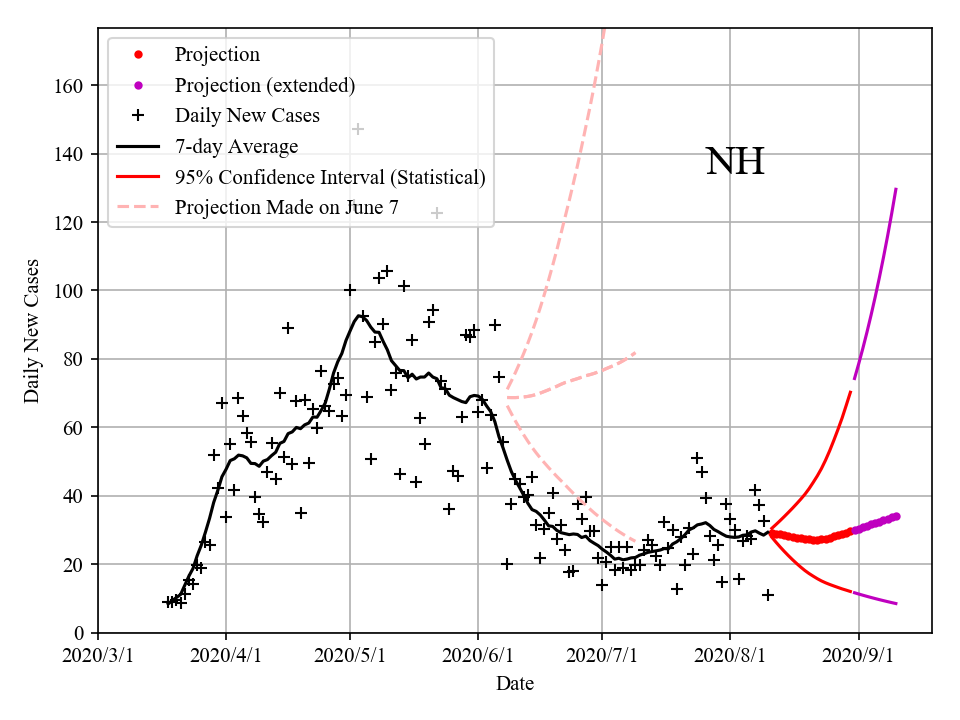 Projection
Projection (extended)
Daily New Cases
7-day Average
95% Confidence Interval (Statistical)
Projection Made on June 7
NH
160
140
120
100
80
60
40
20
0
Daily New Cases
2020/3/1 2020/4/1 2020/5/1 2020/6/1 2020/7/1 2020/8/1 2020/9/1
Date